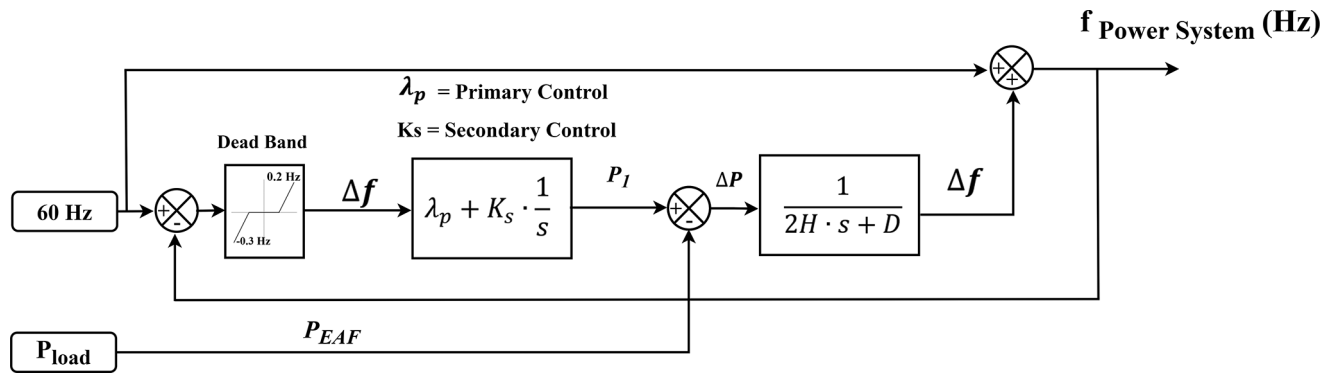 f Power System (Hz)
λp = Primary Control
Ks = Secondary Control
Dead Band
0.2 Hz
-0.3 Hz
60 Hz
-
Δf
λp + Ks · 1/s
P1
+
-
ΔP
1
2H · s + D
Δf
+
+
PEAF
Pload